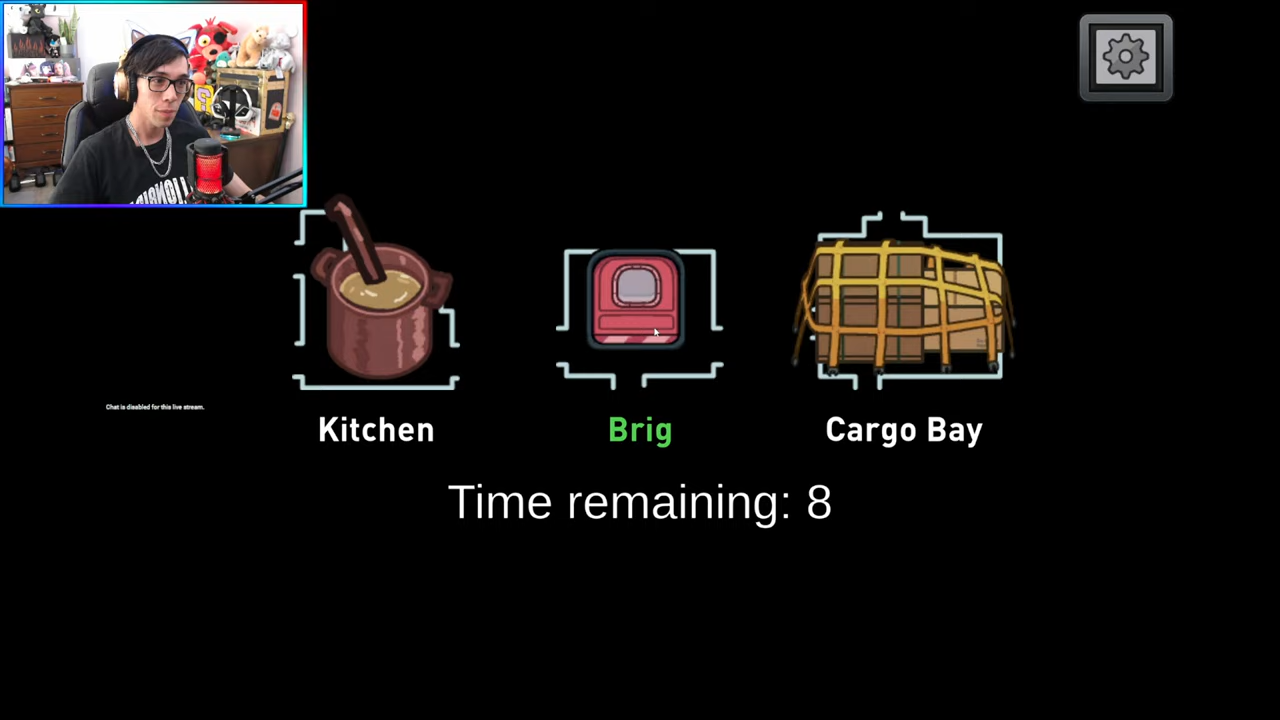 Chat is disabled for this live stream.
Kitchen
Brig
Cargo Bay
Time remaining: 8